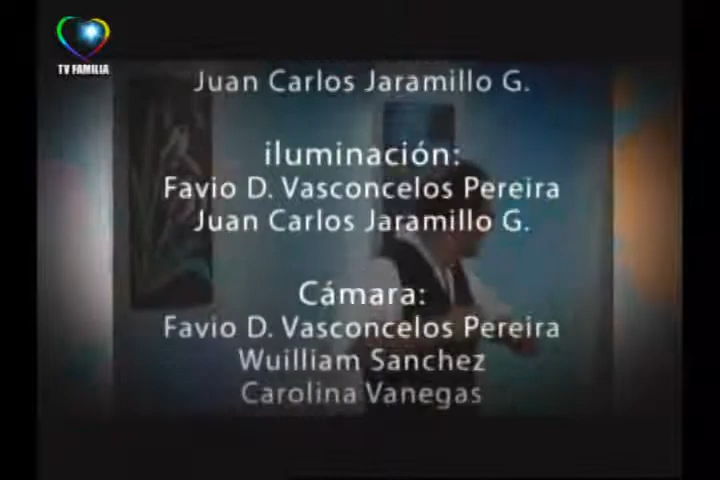 TV FAMILIA
Juan Carlos Jaramillo G.
iluminación:
Favio D. Vasconcelos Pereira
Juan Carlos Jaramillo G.
Cámara:
Favio D. Vasconcelos Pereira
Wuilliam Sanchez
Carolina Vanegas